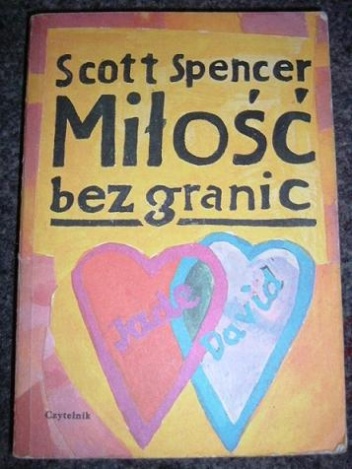 Scott Spencer
Miłość
bez granic
Jade
David
Czytelnik